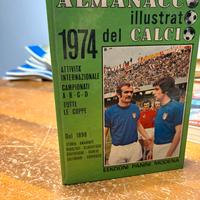 ALMANACCO
illustrato
1974 del CALCIO
ATTIVITÀ
INTERNAZIONALE
CAMPIONATI
A-B-C-D
TUTTE
LE COPPE
Dal 1898
EDIZIONI PANINI MODENA